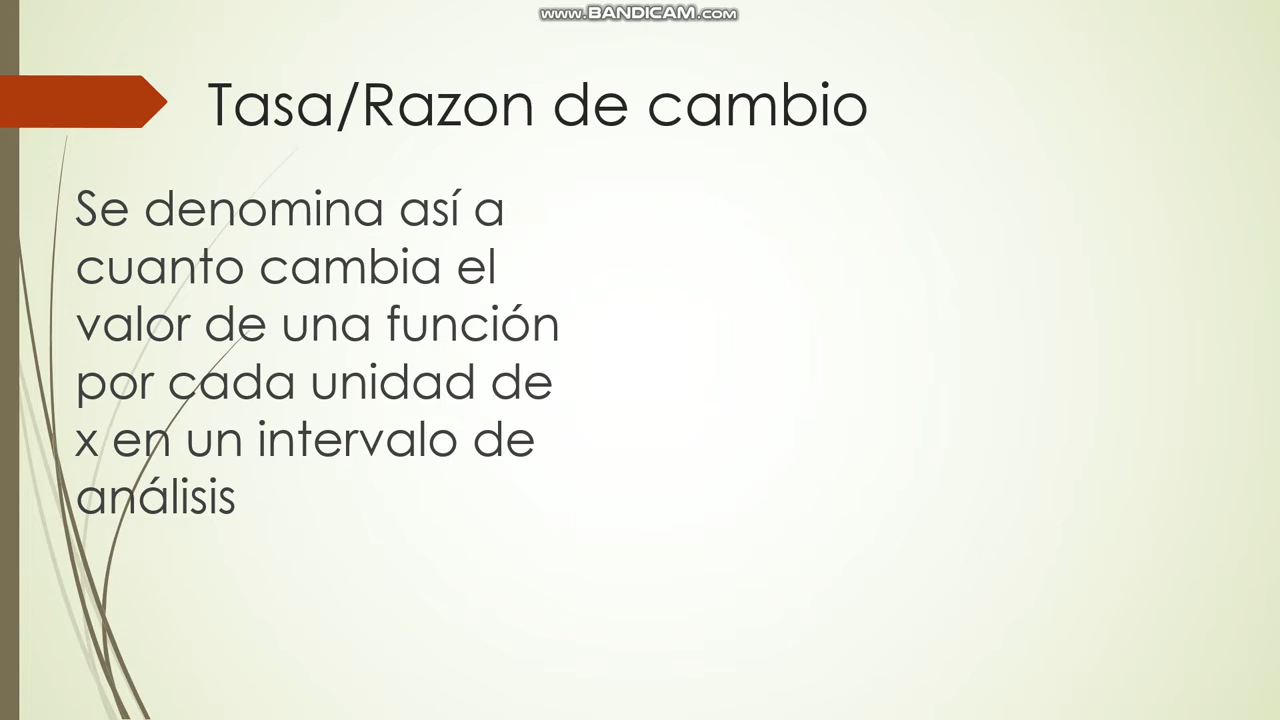 www.BANDICAM.com
Tasa/Razon de cambio
Se denomina así a
cuanto cambia el
valor de una función
por cada unidad de
x en un intervalo de
análisis